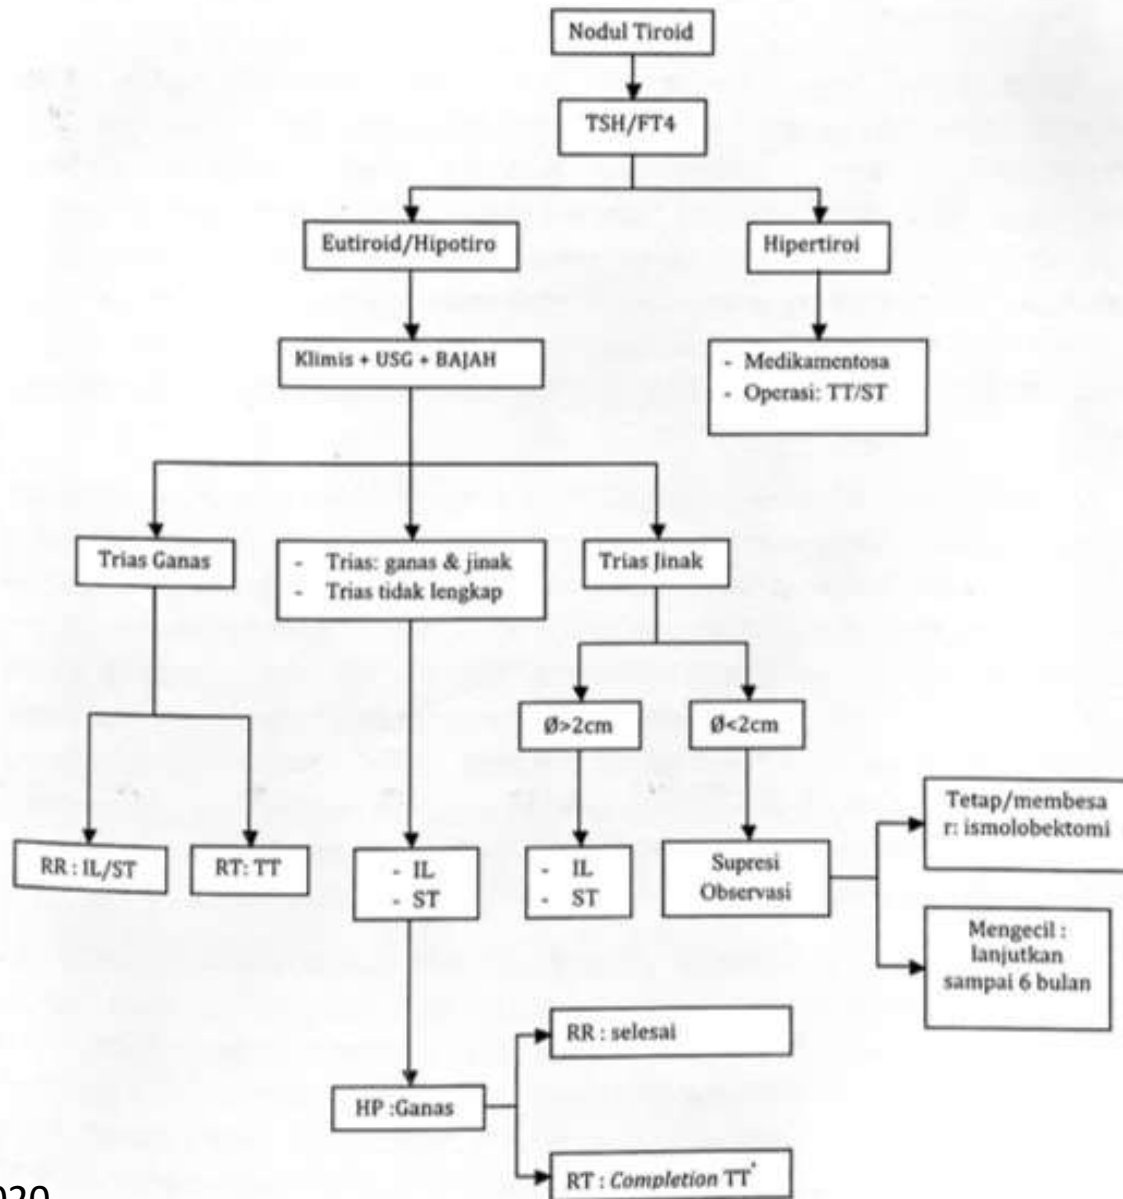 Nodul Tiroid
TSH/FT4
Eutiroid/Hipotiro
Hipertiroi
Klimis + USG + BAJAH
- Medikamentosa
- Operasi: TT/ST
Trias Ganas
- Trias: ganas & jinak
- Trias tidak lengkap
Trias Jinak
Ø>2cm
Ø<2cm
RR : IL/ST
RT: TT
- IL
- ST
- IL
- ST
Supresi
Observasi
Tetap/membesa
r: ismolobektomi
Mengecil :
lanjutkan
sampai 6 bulan
HP :Ganas
RR : selesai
RT : Completion TT*